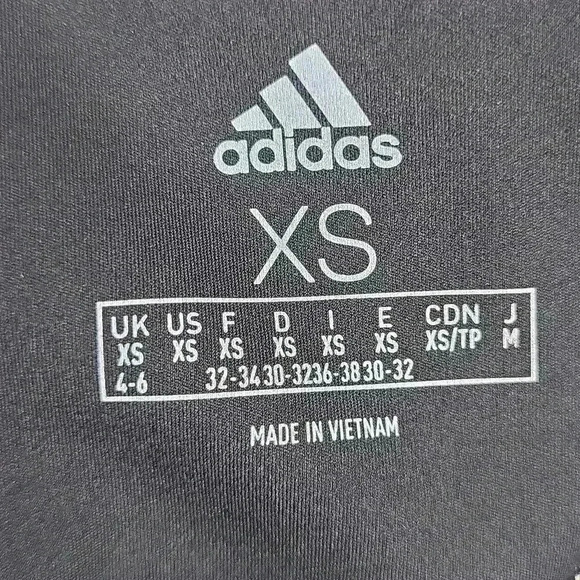 adidas
XS
UK US F D I E CDN J
XS XS XS XS XS XS XS/TP M
4-6 32-34 30-32 36-38 30-32
MADE IN VIETNAM